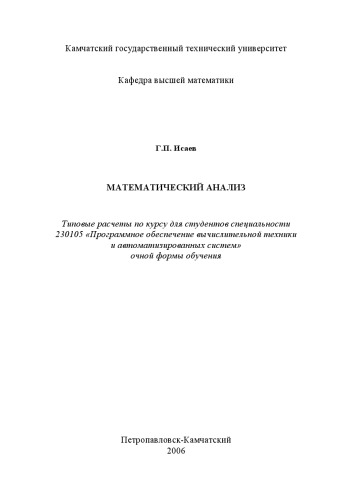 Камчатский государственный технический университет
Кафедра высшей математики
Г.П. Исаев
МАТЕМАТИЧЕСКИЙ АНАЛИЗ
Типовые расчеты по курсу для студентов специальности
230105 «Программное обеспечение вычислительной техники
и автоматизированных систем»
очной формы обучения
Петропавловск-Камчатский
2006